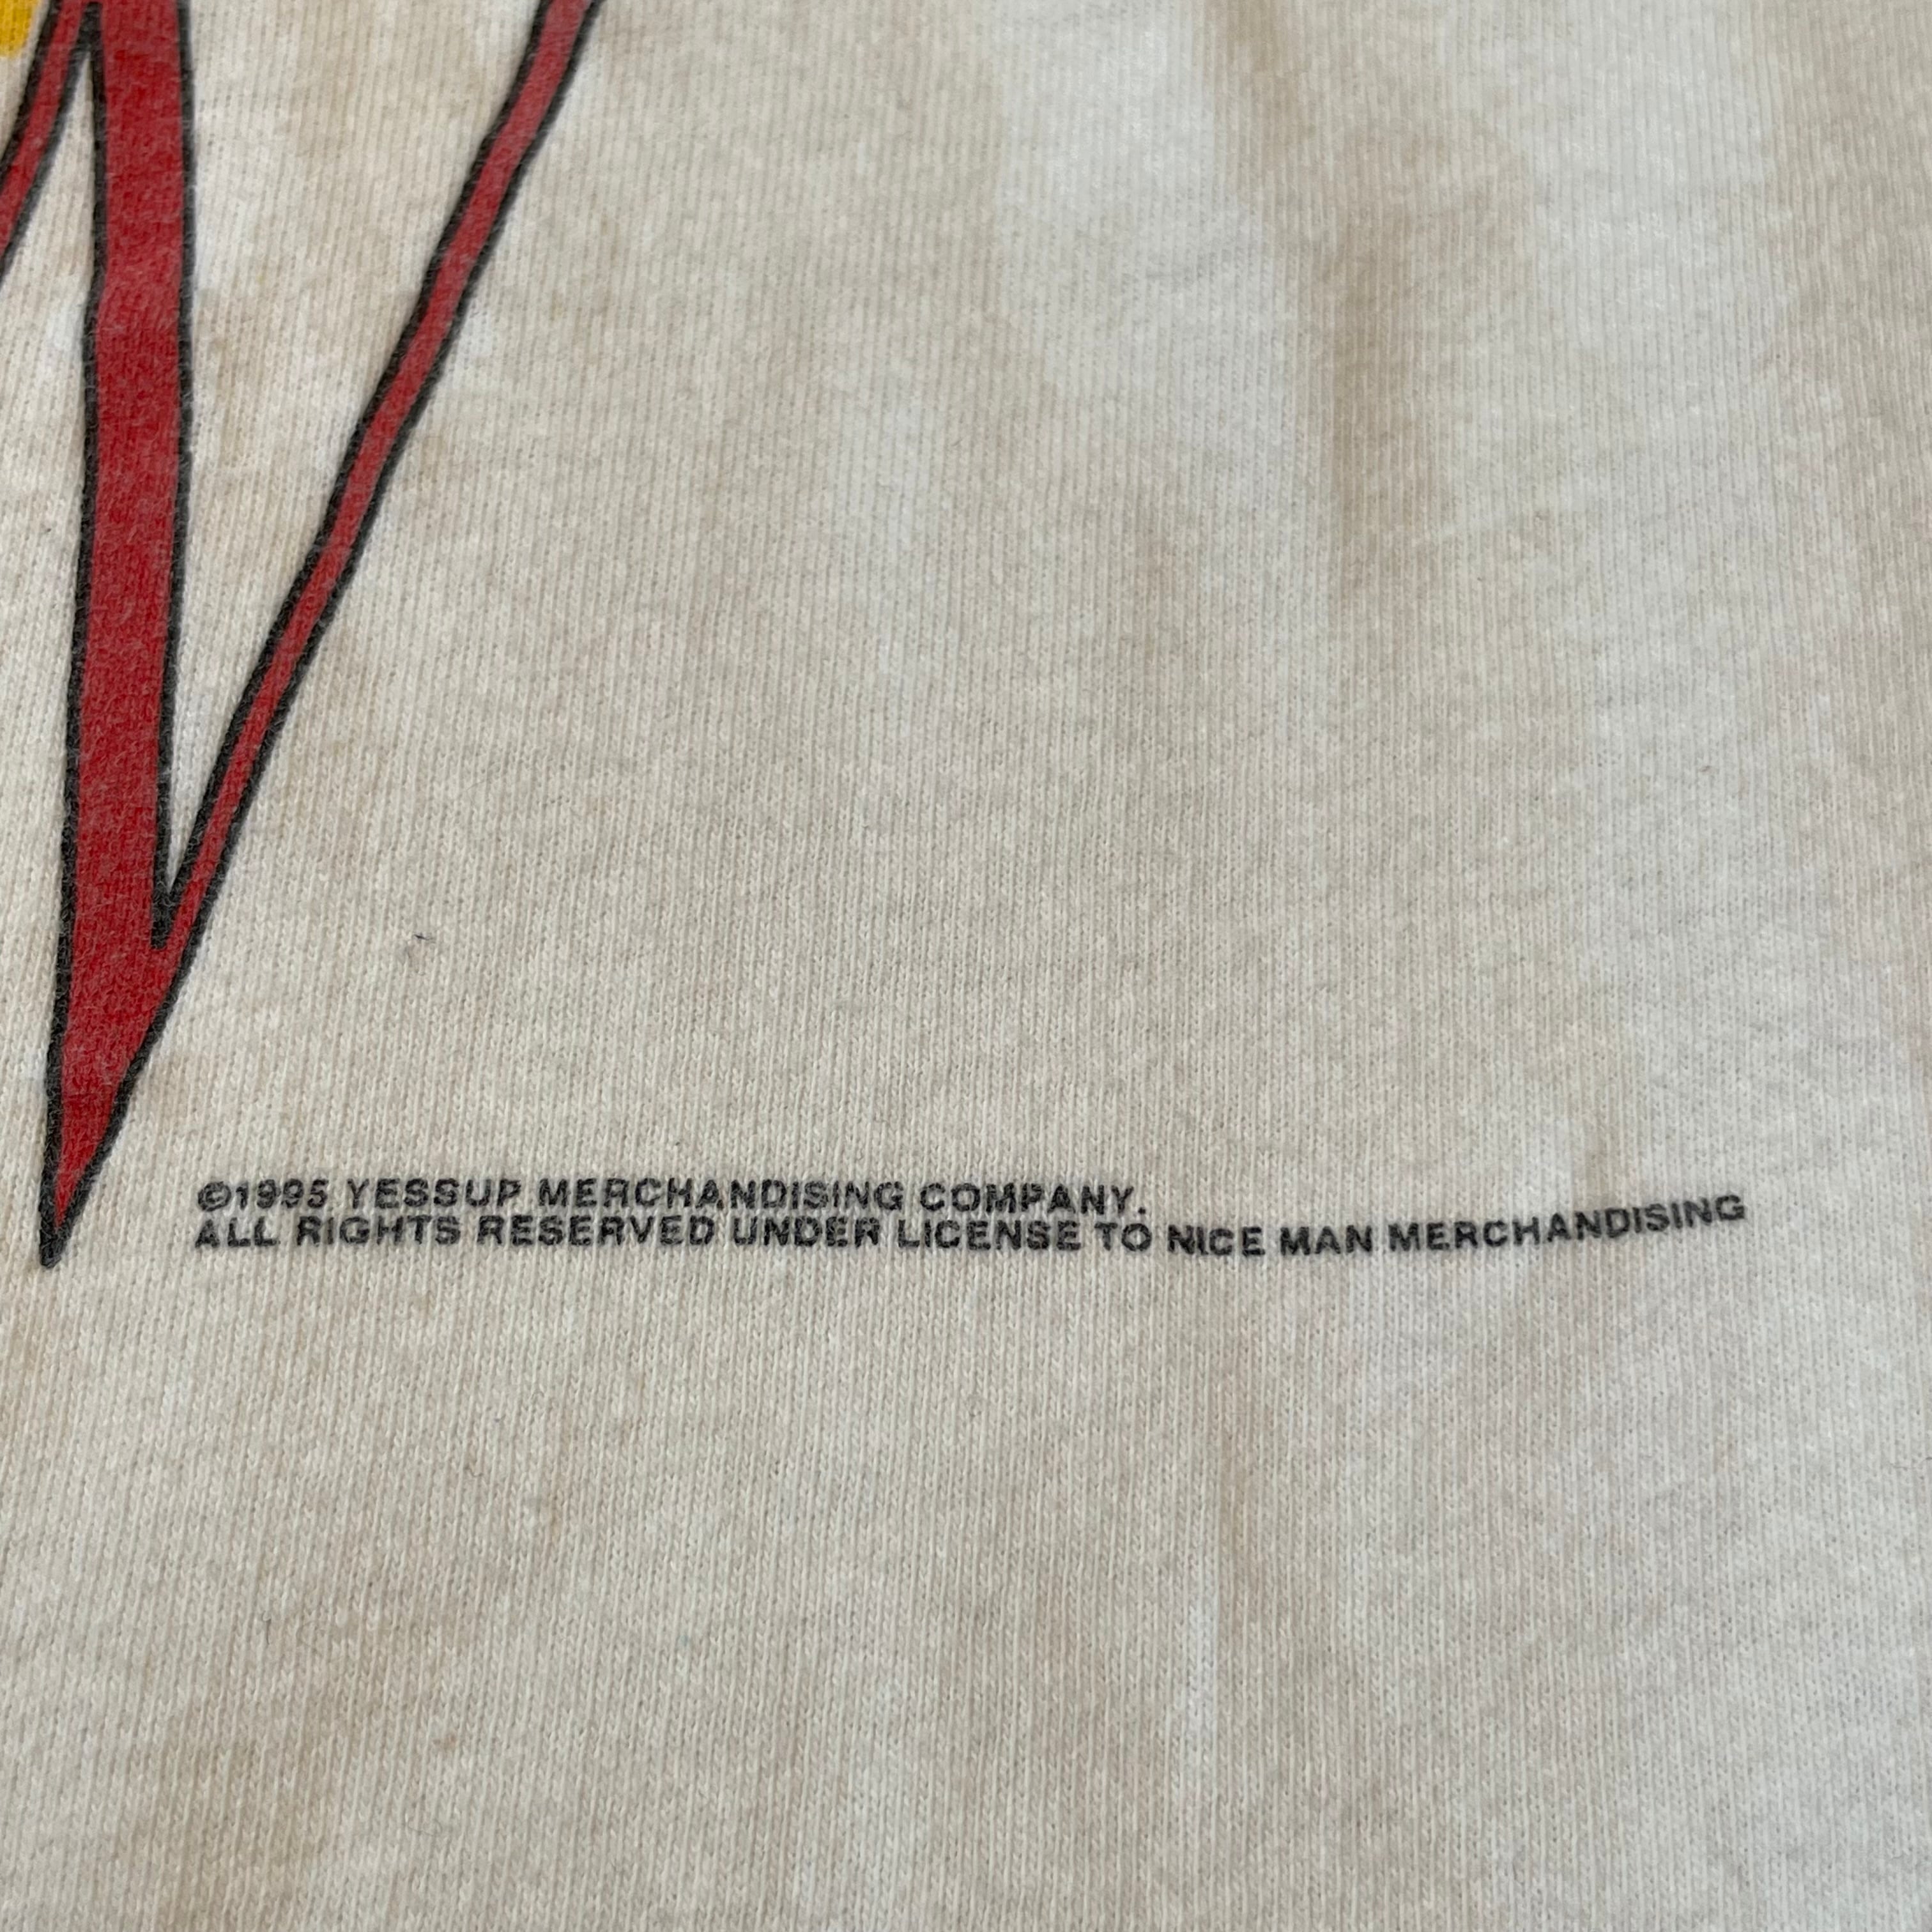 ©1995 YESSUP MERCHANDISING COMPANY.
ALL RIGHTS RESERVED UNDER LICENSE TO NICE MAN MERCHANDISING